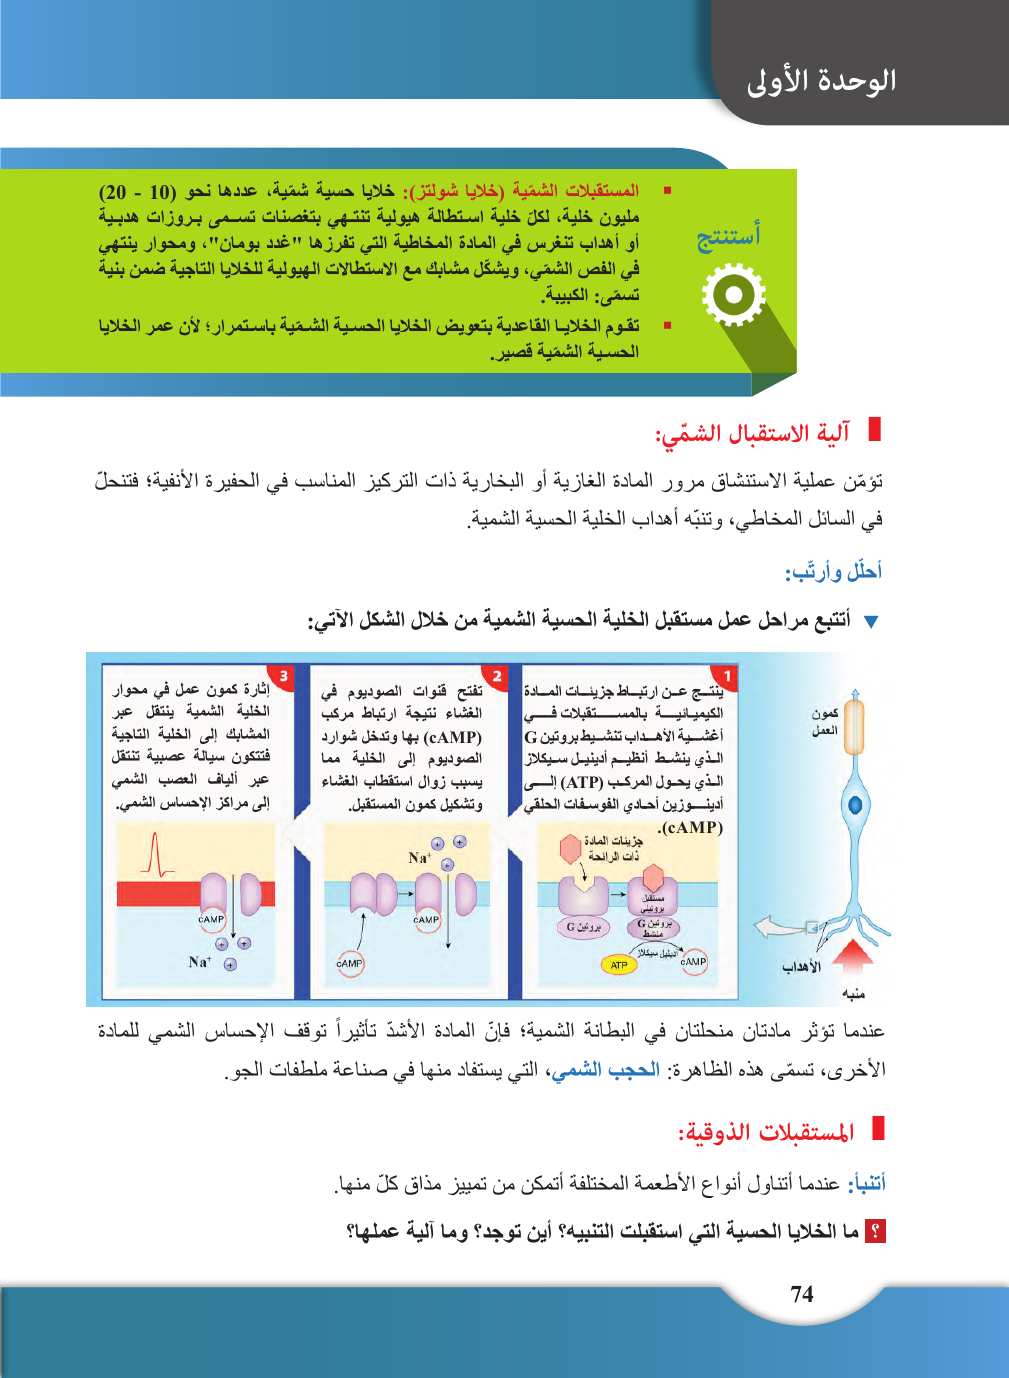 الوحدة الأولى
أستنتج
▪ المستقبلات الشمّية (خلايا شولتز): خلايا حسية شمّية، عددها نحو (10 - 20)
مليون خلية، لكلّ خلية استطالة هيولية تنتهي بتغصنات تسمى بروزات هدبية
أو أهداب تنغرس في المادة المخاطية التي تفرزها "غدد بومان"، ومحوار ينتهي
في الفص الشمّي، ويشكّل مشابك مع الاستطالات الهيولية للخلايا التاجية ضمن بنية
تسمّى: الكبيبة.
▪ تقوم الخلايا القاعدية بتعويض الخلايا الحسية الشمّية باستمرار؛ لأن عمر الخلايا
الحسية الشمّية قصير.
آلية الاستقبال الشمّي:
تؤمّن عملية الاستنشاق مرور المادة الغازية أو البخارية ذات التركيز المناسب في الحفيرة الأنفية؛ فتنحلّ
في السائل المخاطي، وتنبّه أهداب الخلية الحسية الشمية.
أحلّل وأرتّب:
أتتبع مراحل عمل مستقبل الخلية الحسية الشمية من خلال الشكل الآتي:
كمون
العمل
الأهداب
منبه
1
ينتج عن ارتباط جزيئات المادة
الكيميائية بالمستقبلات في
أغشية الأهداب تنشيط بروتين G
الذي ينشط أنظيم أدينيل سيكلاز
الذي يحول المركب (ATP) إلى
أدينوزين أحادي الفوسفات الحلقي
(cAMP).
جزيئات المادة
ذات الرائحة
مستقبل
بروتيني
بروتين G
بروتين G
منشط
أدينيل سيكلاز
ATP
cAMP
2
تفتح قنوات الصوديوم في
الغشاء نتيجة ارتباط مركب
(cAMP) بها وتدخل شوارد
الصوديوم إلى الخلية مما
يسبب زوال استقطاب الغشاء
وتشكيل كمون المستقبل.
Na+
cAMP
cAMP
3
إثارة كمون عمل في محوار
الخلية الشمية ينتقل عبر
المشابك إلى الخلية التاجية
فتتكون سيالة عصبية تنتقل
عبر ألياف العصب الشمي
إلى مراكز الإحساس الشمي.
cAMP
Na+
عندما تؤثر مادتان منحلتان في البطانة الشمية؛ فإنّ المادة الأشدّ تأثيراً توقف الإحساس الشمي للمادة
الأخرى، تسمّى هذه الظاهرة: الحجب الشمي، التي يستفاد منها في صناعة ملطفات الجو.
المستقبلات الذوقية:
أتنبأ: عندما أتناول أنواع الأطعمة المختلفة أتمكن من تمييز مذاق كلّ منها.
؟ ما الخلايا الحسية التي استقبلت التنبيه؟ أين توجد؟ وما آلية عملها؟
74